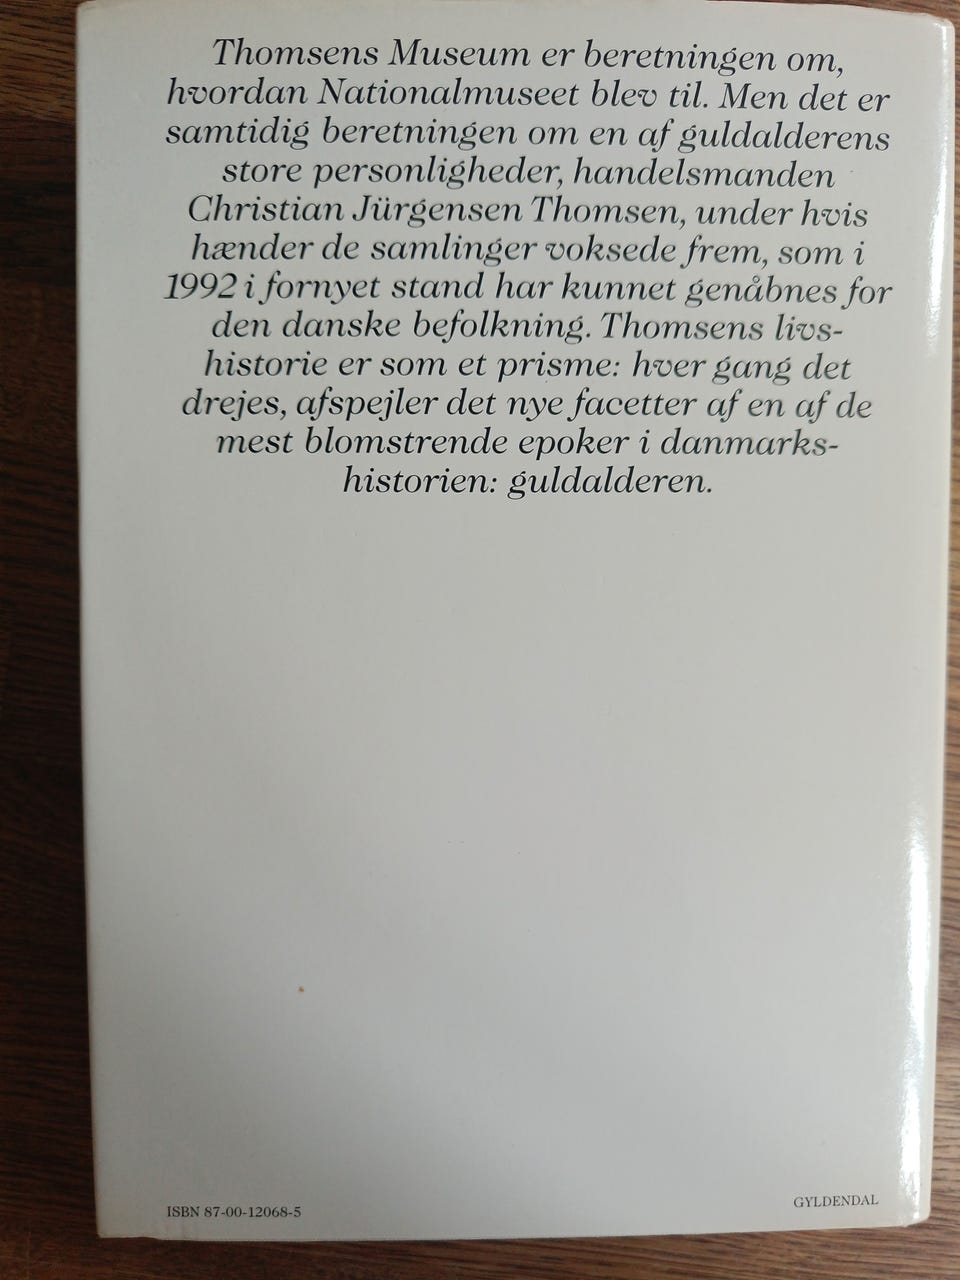 Thomsens Museum er beretningen om,
hvordan Nationalmuseet blev til. Men det er
samtidig beretningen om en af guldalderens
store personligheder, handelsmanden
Christian Jürgensen Thomsen, under hvis
hænder de samlinger voksede frem, som i
1992 i fornyet stand har kunnet genåbnes for
den danske befolkning. Thomsens livs-
historie er som et prisme: hver gang det
drejes, afspejler det nye facetter af en af de
mest blomstrende epoker i danmarks-
historien: guldalderen.
ISBN 87-00-12068-5
GYLDENDAL